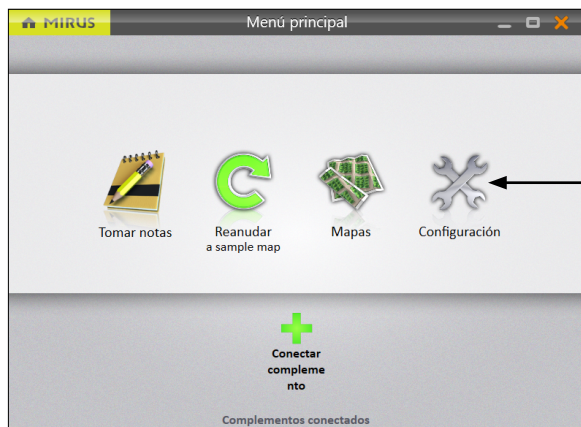 MIRUS
Menú principal
Tomar notas
Reanudar
a sample map
Mapas
Configuración
Conectar
compleme
nto
Complementos conectados